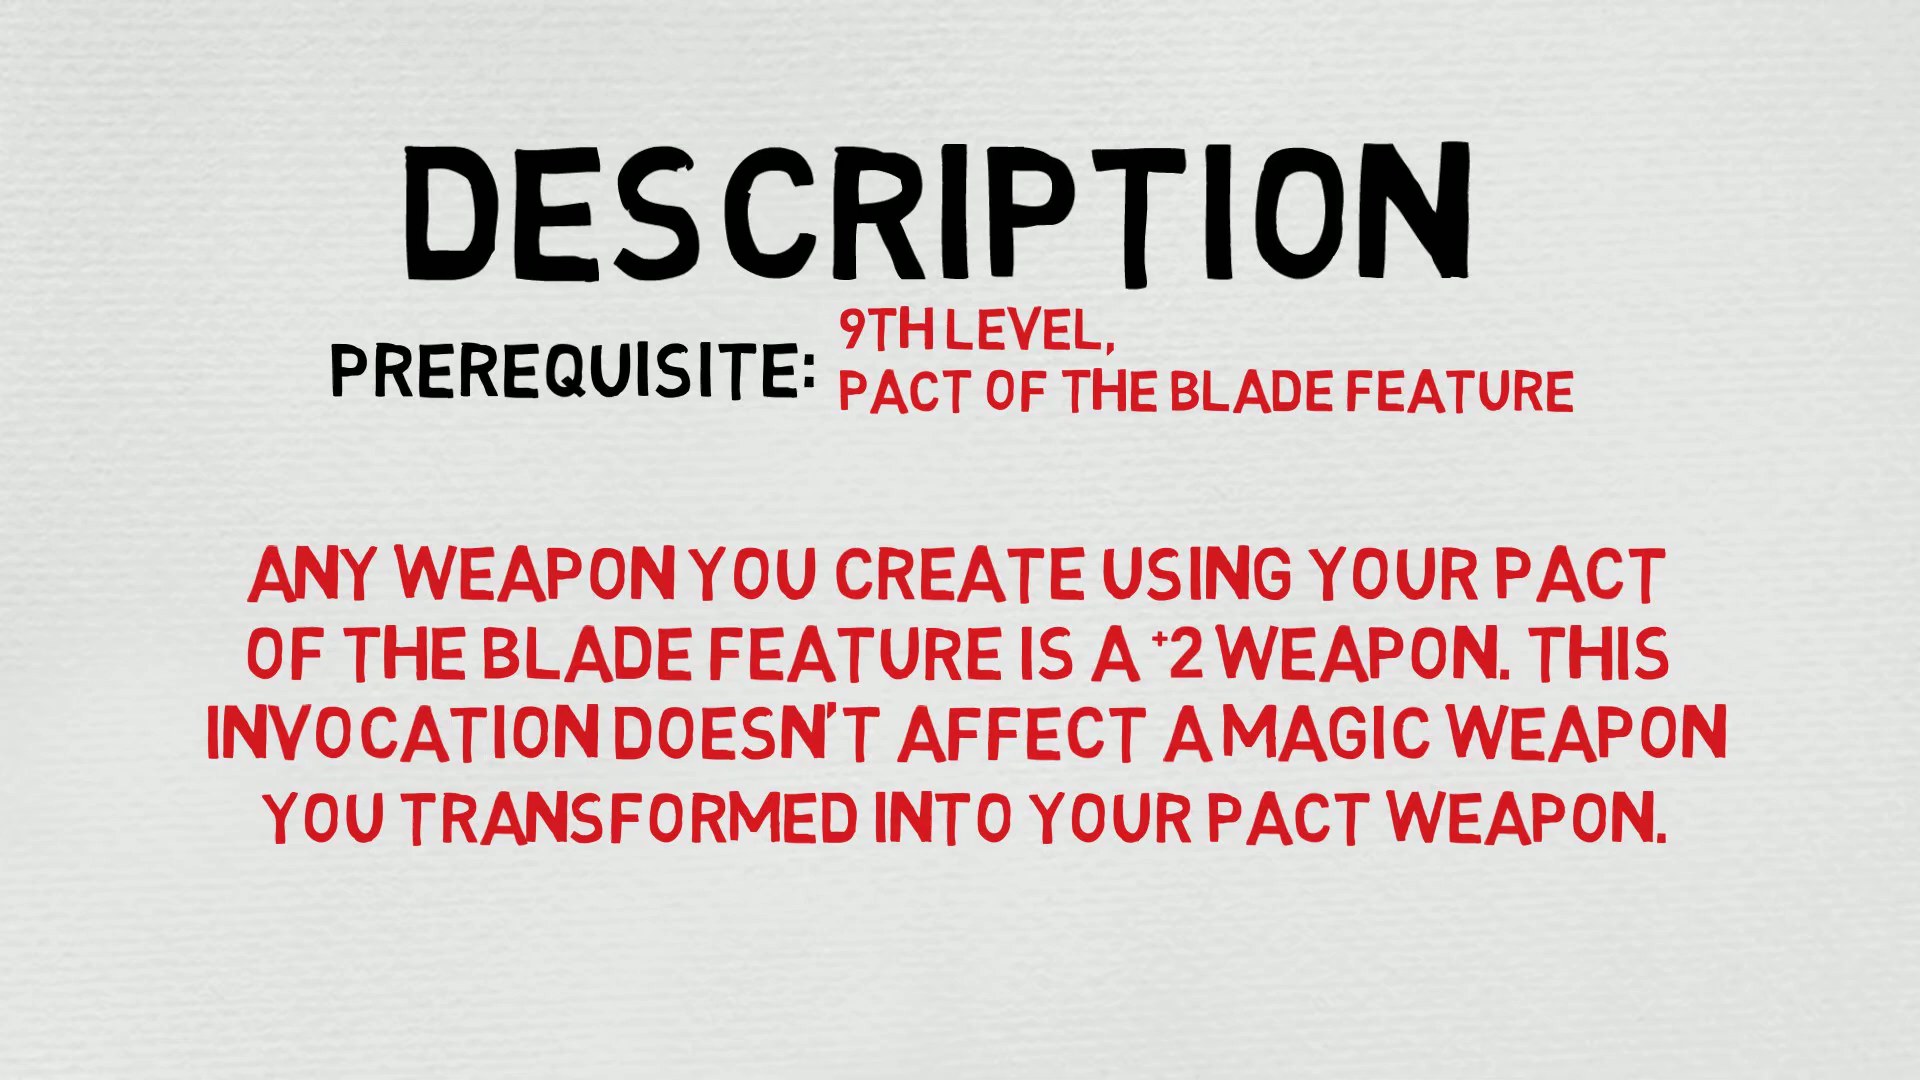 DESCRIPTION
PREREQUISITE: 9TH LEVEL,
PACT OF THE BLADE FEATURE
ANY WEAPON YOU CREATE USING YOUR PACT
OF THE BLADE FEATURE IS A +2 WEAPON. THIS
INVOCATION DOESN'T AFFECT A MAGIC WEAPON
YOU TRANSFORMED INTO YOUR PACT WEAPON.